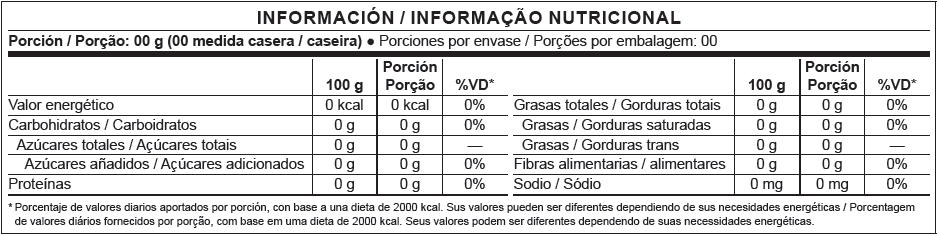 INFORMACIÓN / INFORMAÇÃO NUTRICIONAL
Porción / Porção: 00 g (00 medida casera / caseira) ● Porciones por envase / Porções por embalagem: 00
100 g Porción Porção %VD*
Valor energético 0 kcal 0 kcal 0%
Carbohidratos / Carboidratos 0 g 0 g 0%
Azúcares totales / Açúcares totais 0 g 0 g —
Azúcares añadidos / Açúcares adicionados 0 g 0 g 0%
Proteínas 0 g 0 g 0%
100 g Porción Porção %VD*
Grasas totales / Gorduras totais 0 g 0 g 0%
Grasas / Gorduras saturadas 0 g 0 g 0%
Grasas / Gorduras trans 0 g 0 g —
Fibras alimentarias / alimentares 0 g 0 g 0%
Sodio / Sódio 0 mg 0 mg 0%
* Porcentaje de valores diarios aportados por porción, con base a una dieta de 2000 kcal. Sus valores pueden ser diferentes dependiendo de sus necesidades energéticas / Porcentagem
de valores diários fornecidos por porção, com base em uma dieta de 2000 kcal. Seus valores podem ser diferentes dependendo de suas necessidades energéticas.